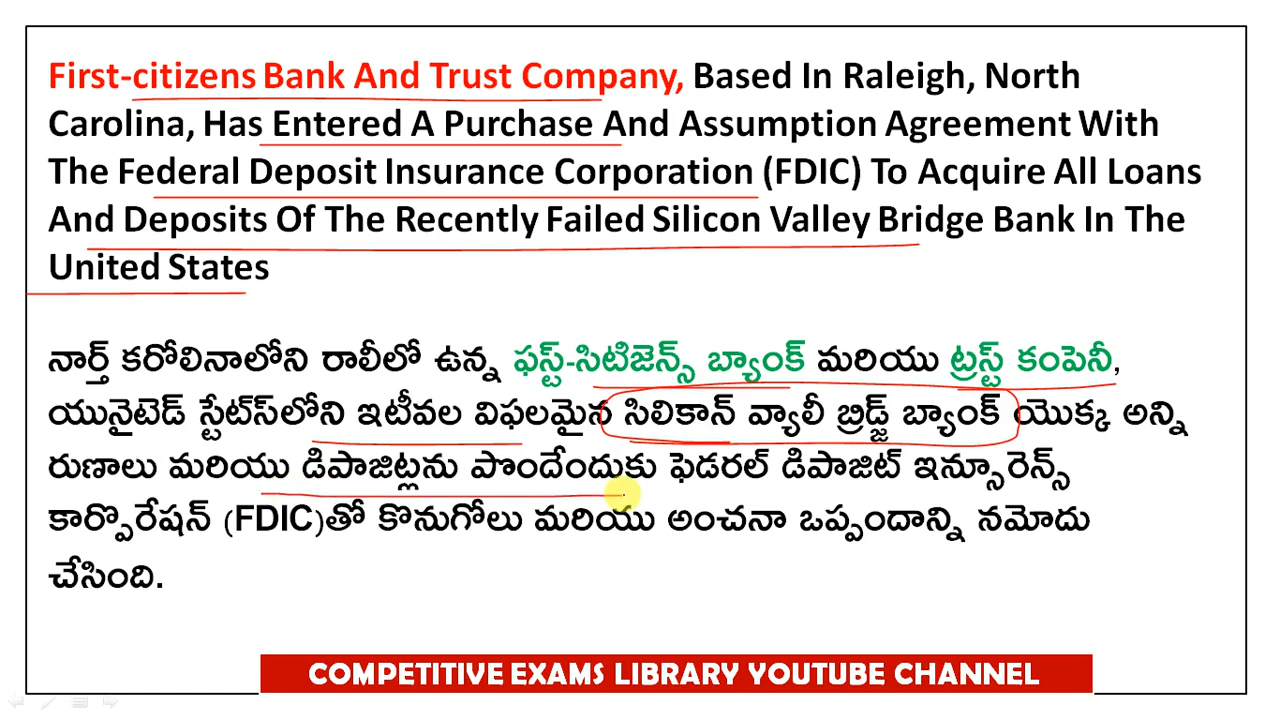 First-citizens Bank And Trust Company, Based In Raleigh, North
Carolina, Has Entered A Purchase And Assumption Agreement With
The Federal Deposit Insurance Corporation (FDIC) To Acquire All Loans
And Deposits Of The Recently Failed Silicon Valley Bridge Bank In The
United States
నార్త్ కరోలినాలోని రాలీలో ఉన్న ఫస్ట్-సిటిజెన్స్ బ్యాంక్ మరియు ట్రస్ట్ కంపెనీ,
యునైటెడ్ స్టేట్స్‌లోని ఇటీవల విఫలమైన సిలికాన్ వ్యాలీ బ్రిడ్జ్ బ్యాంక్ యొక్క అన్ని
రుణాలు మరియు డిపాజిట్లను పొందేందుకు ఫెడరల్ డిపాజిట్ ఇన్సూరెన్స్
కార్పొరేషన్ (FDIC)తో కొనుగోలు మరియు అంచనా ఒప్పందాన్ని నమోదు
చేసింది.
COMPETITIVE EXAMS LIBRARY YOUTUBE CHANNEL